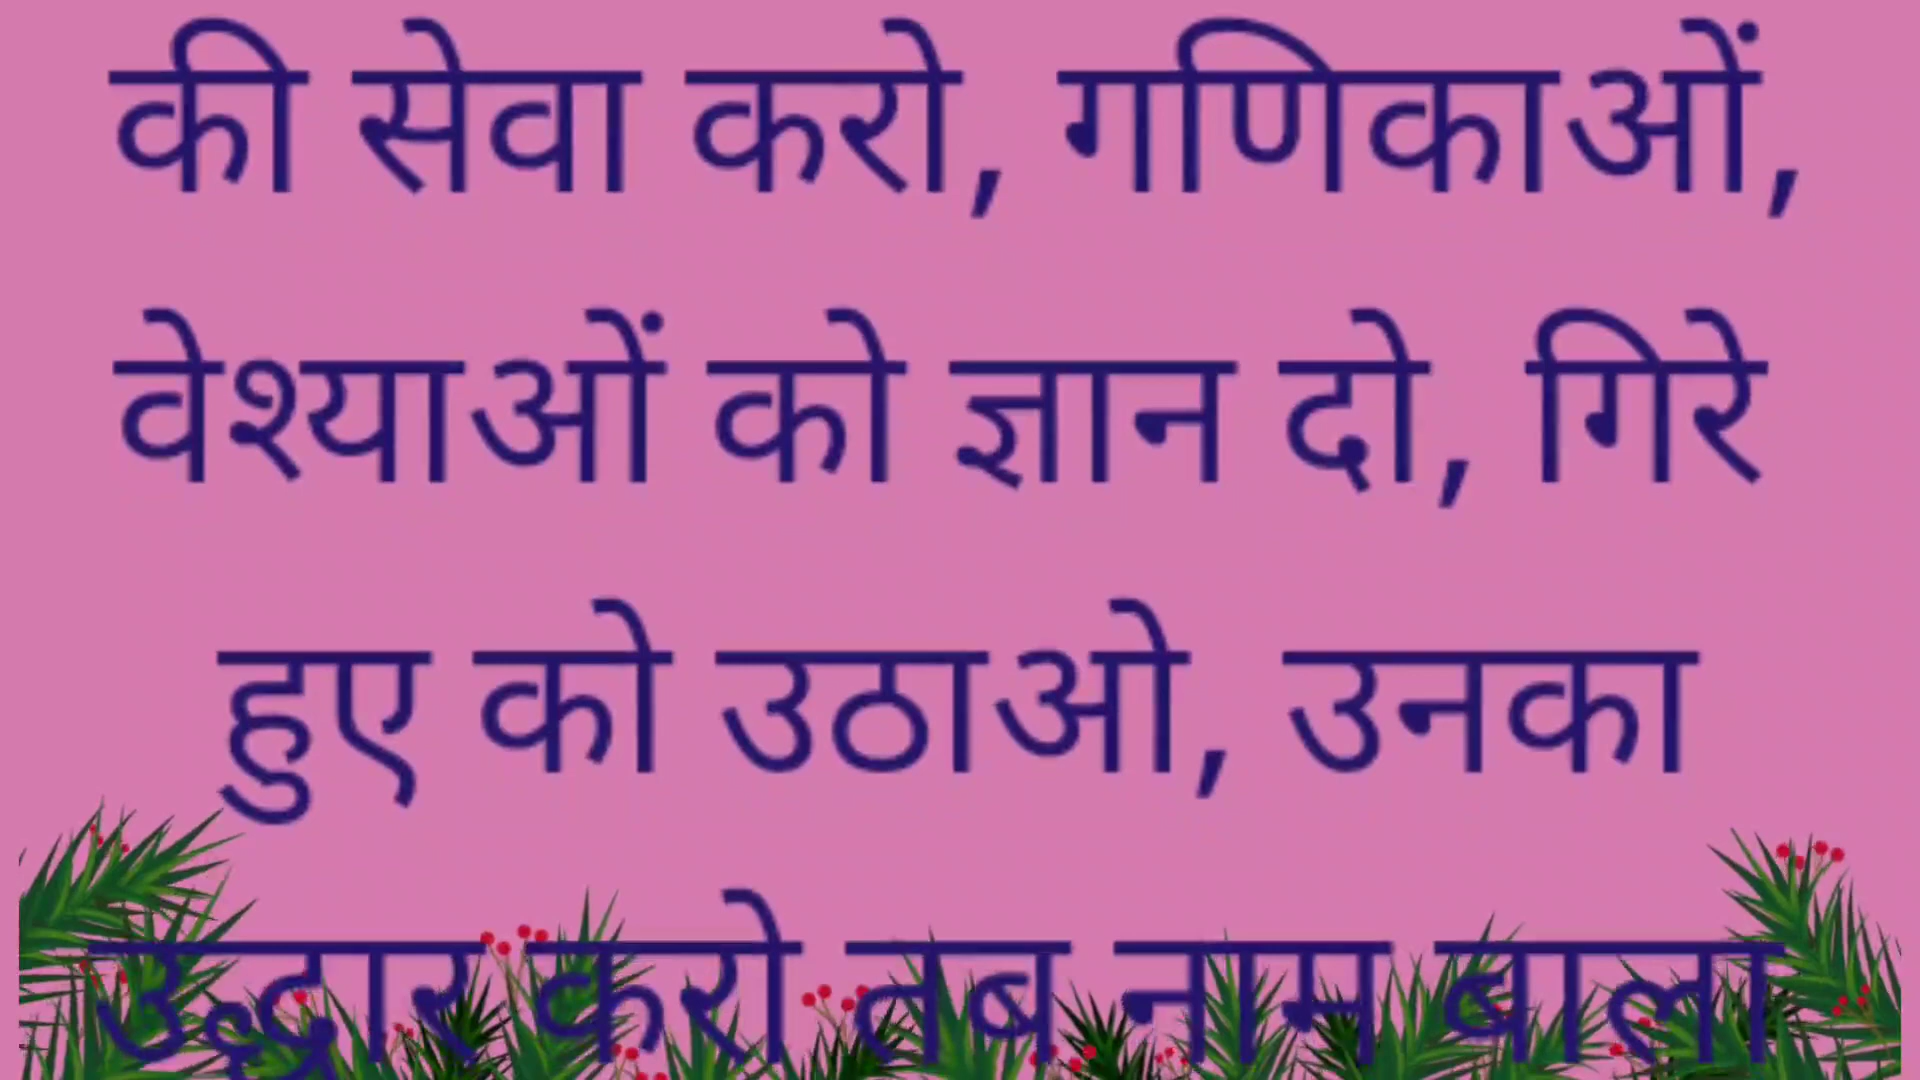 की सेवा करो, गणिकाओं,
वेश्याओं को ज्ञान दो, गिरे
हुए को उठाओ, उनका
उद्धार करो तब नाम बाला